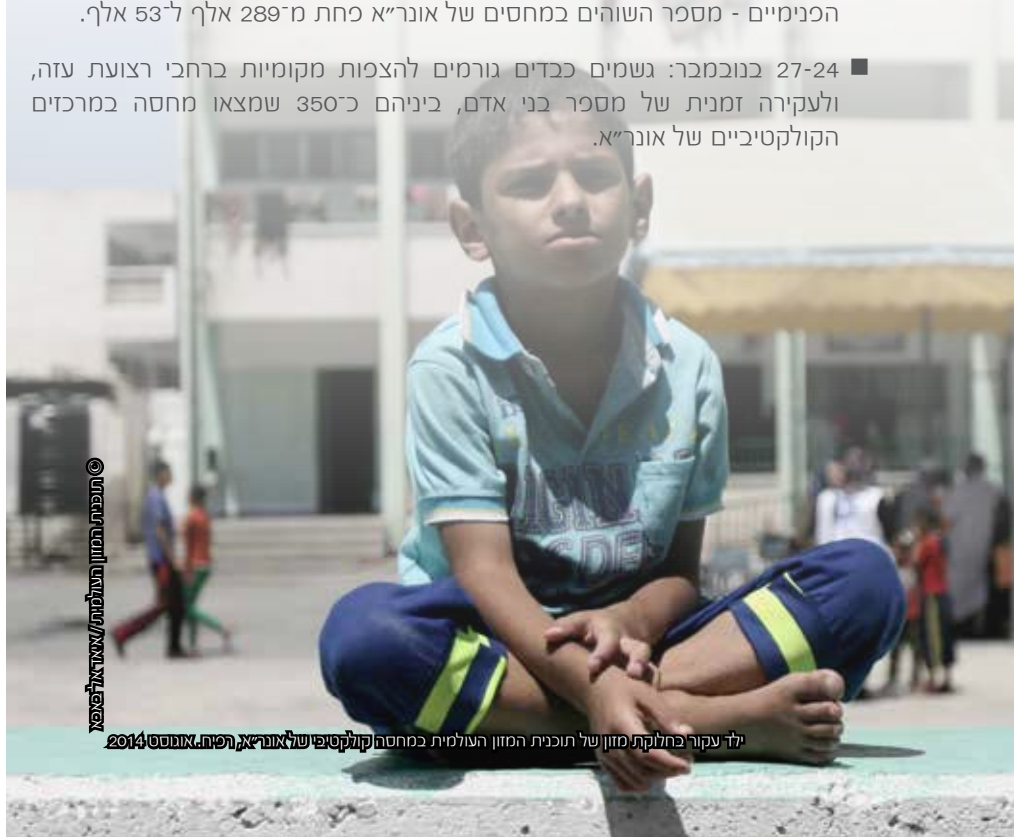 הפנימיים - מספר השוהים במחסים של אונר״א פחת מ־289 אלף ל־53 אלף.
■ 27-24 בנובמבר: גשמים כבדים גורמים להצפות מקומיות ברחבי רצועת עזה,
ולעקירה זמנית של מספר בני אדם, ביניהם כ־350 שמצאו מחסה במרכזים
הקולקטיביים של אונר״א.
© תוכנית המזון העולמית/איאד אל־באבא
ילד עקור בחלוקת מזון של תוכנית המזון העולמית במחסה קולקטיבי של אונר״א, רפיח. אוגוסט 2014